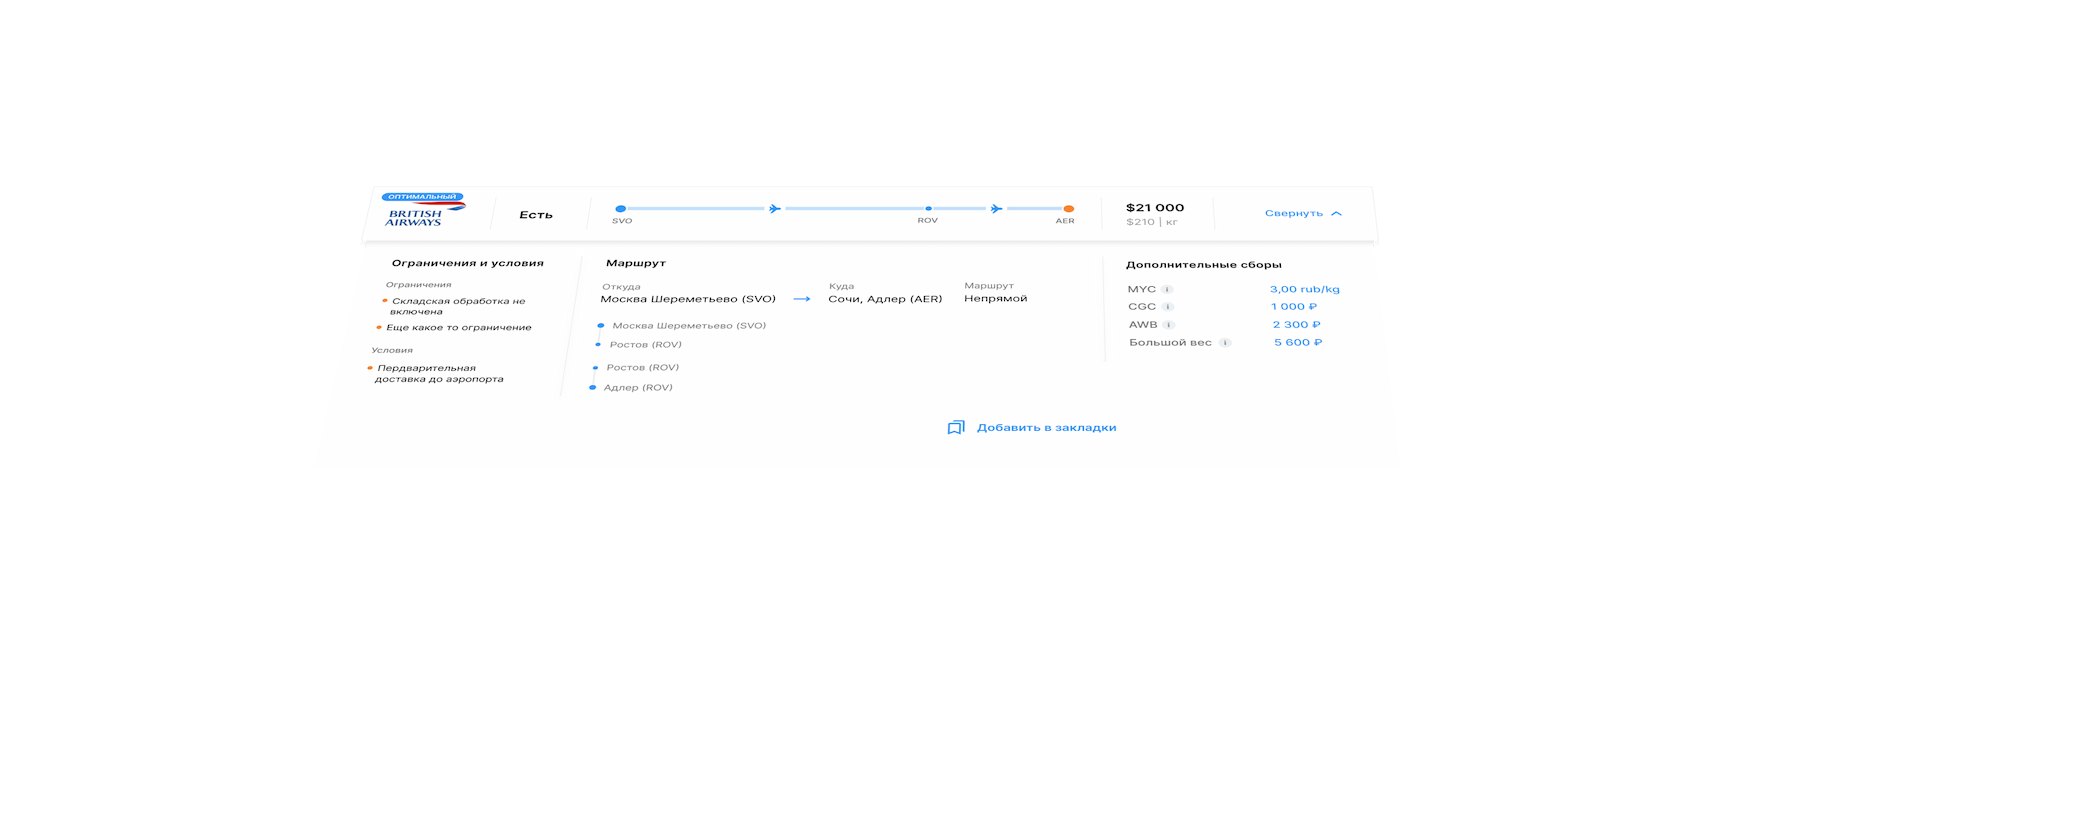 ОПТИМАЛЬНЫЙ
BRITISH
AIRWAYS
Есть
SVO
ROV
AER
$21 000
$210 | кг
Свернуть
Ограничения и условия
Ограничения
Складская обработка не
включена
Еще какое то ограничение
Условия
Пердварительная
доставка до аэропорта
Маршрут
Откуда
Москва Шереметьево (SVO)
Куда
Сочи, Адлер (AER)
Маршрут
Непрямой
Москва Шереметьево (SVO)
Ростов (ROV)
Ростов (ROV)
Адлер (ROV)
Дополнительные сборы
MYC 3,00 rub/kg
CGC 1 000 ₽
AWB 2 300 ₽
Большой вес 5 600 ₽
Добавить в закладки